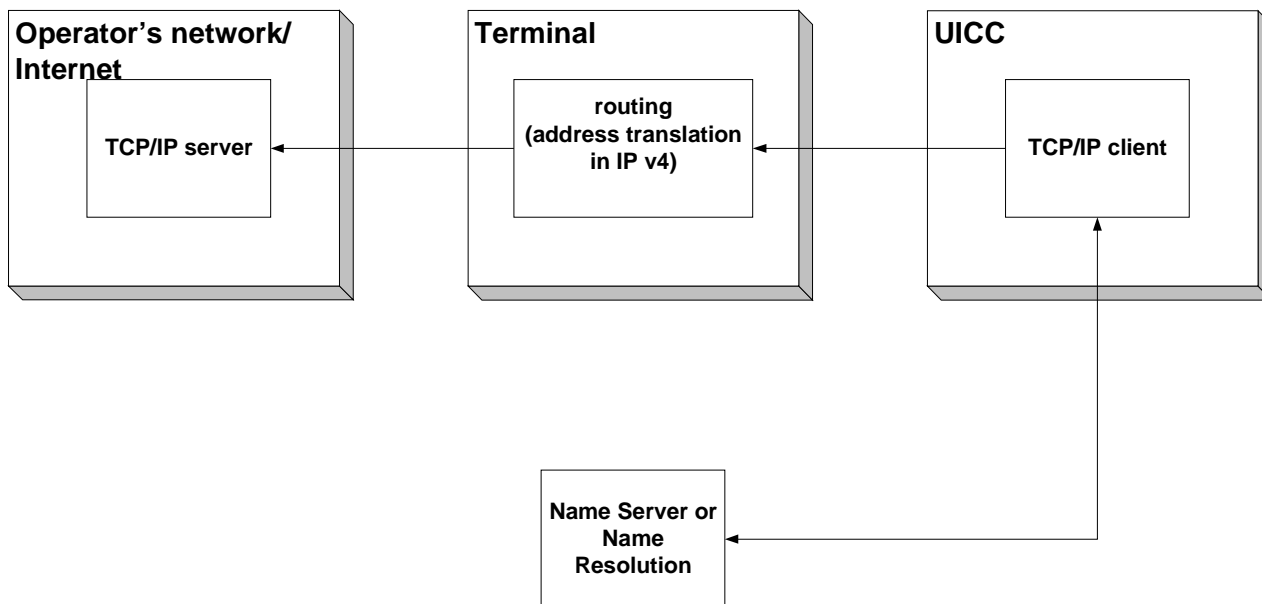 Operator’s network/
Internet
TCP/IP server
Terminal
routing
(address translation
in IP v4)
UICC
TCP/IP client
Name Server or
Name
Resolution